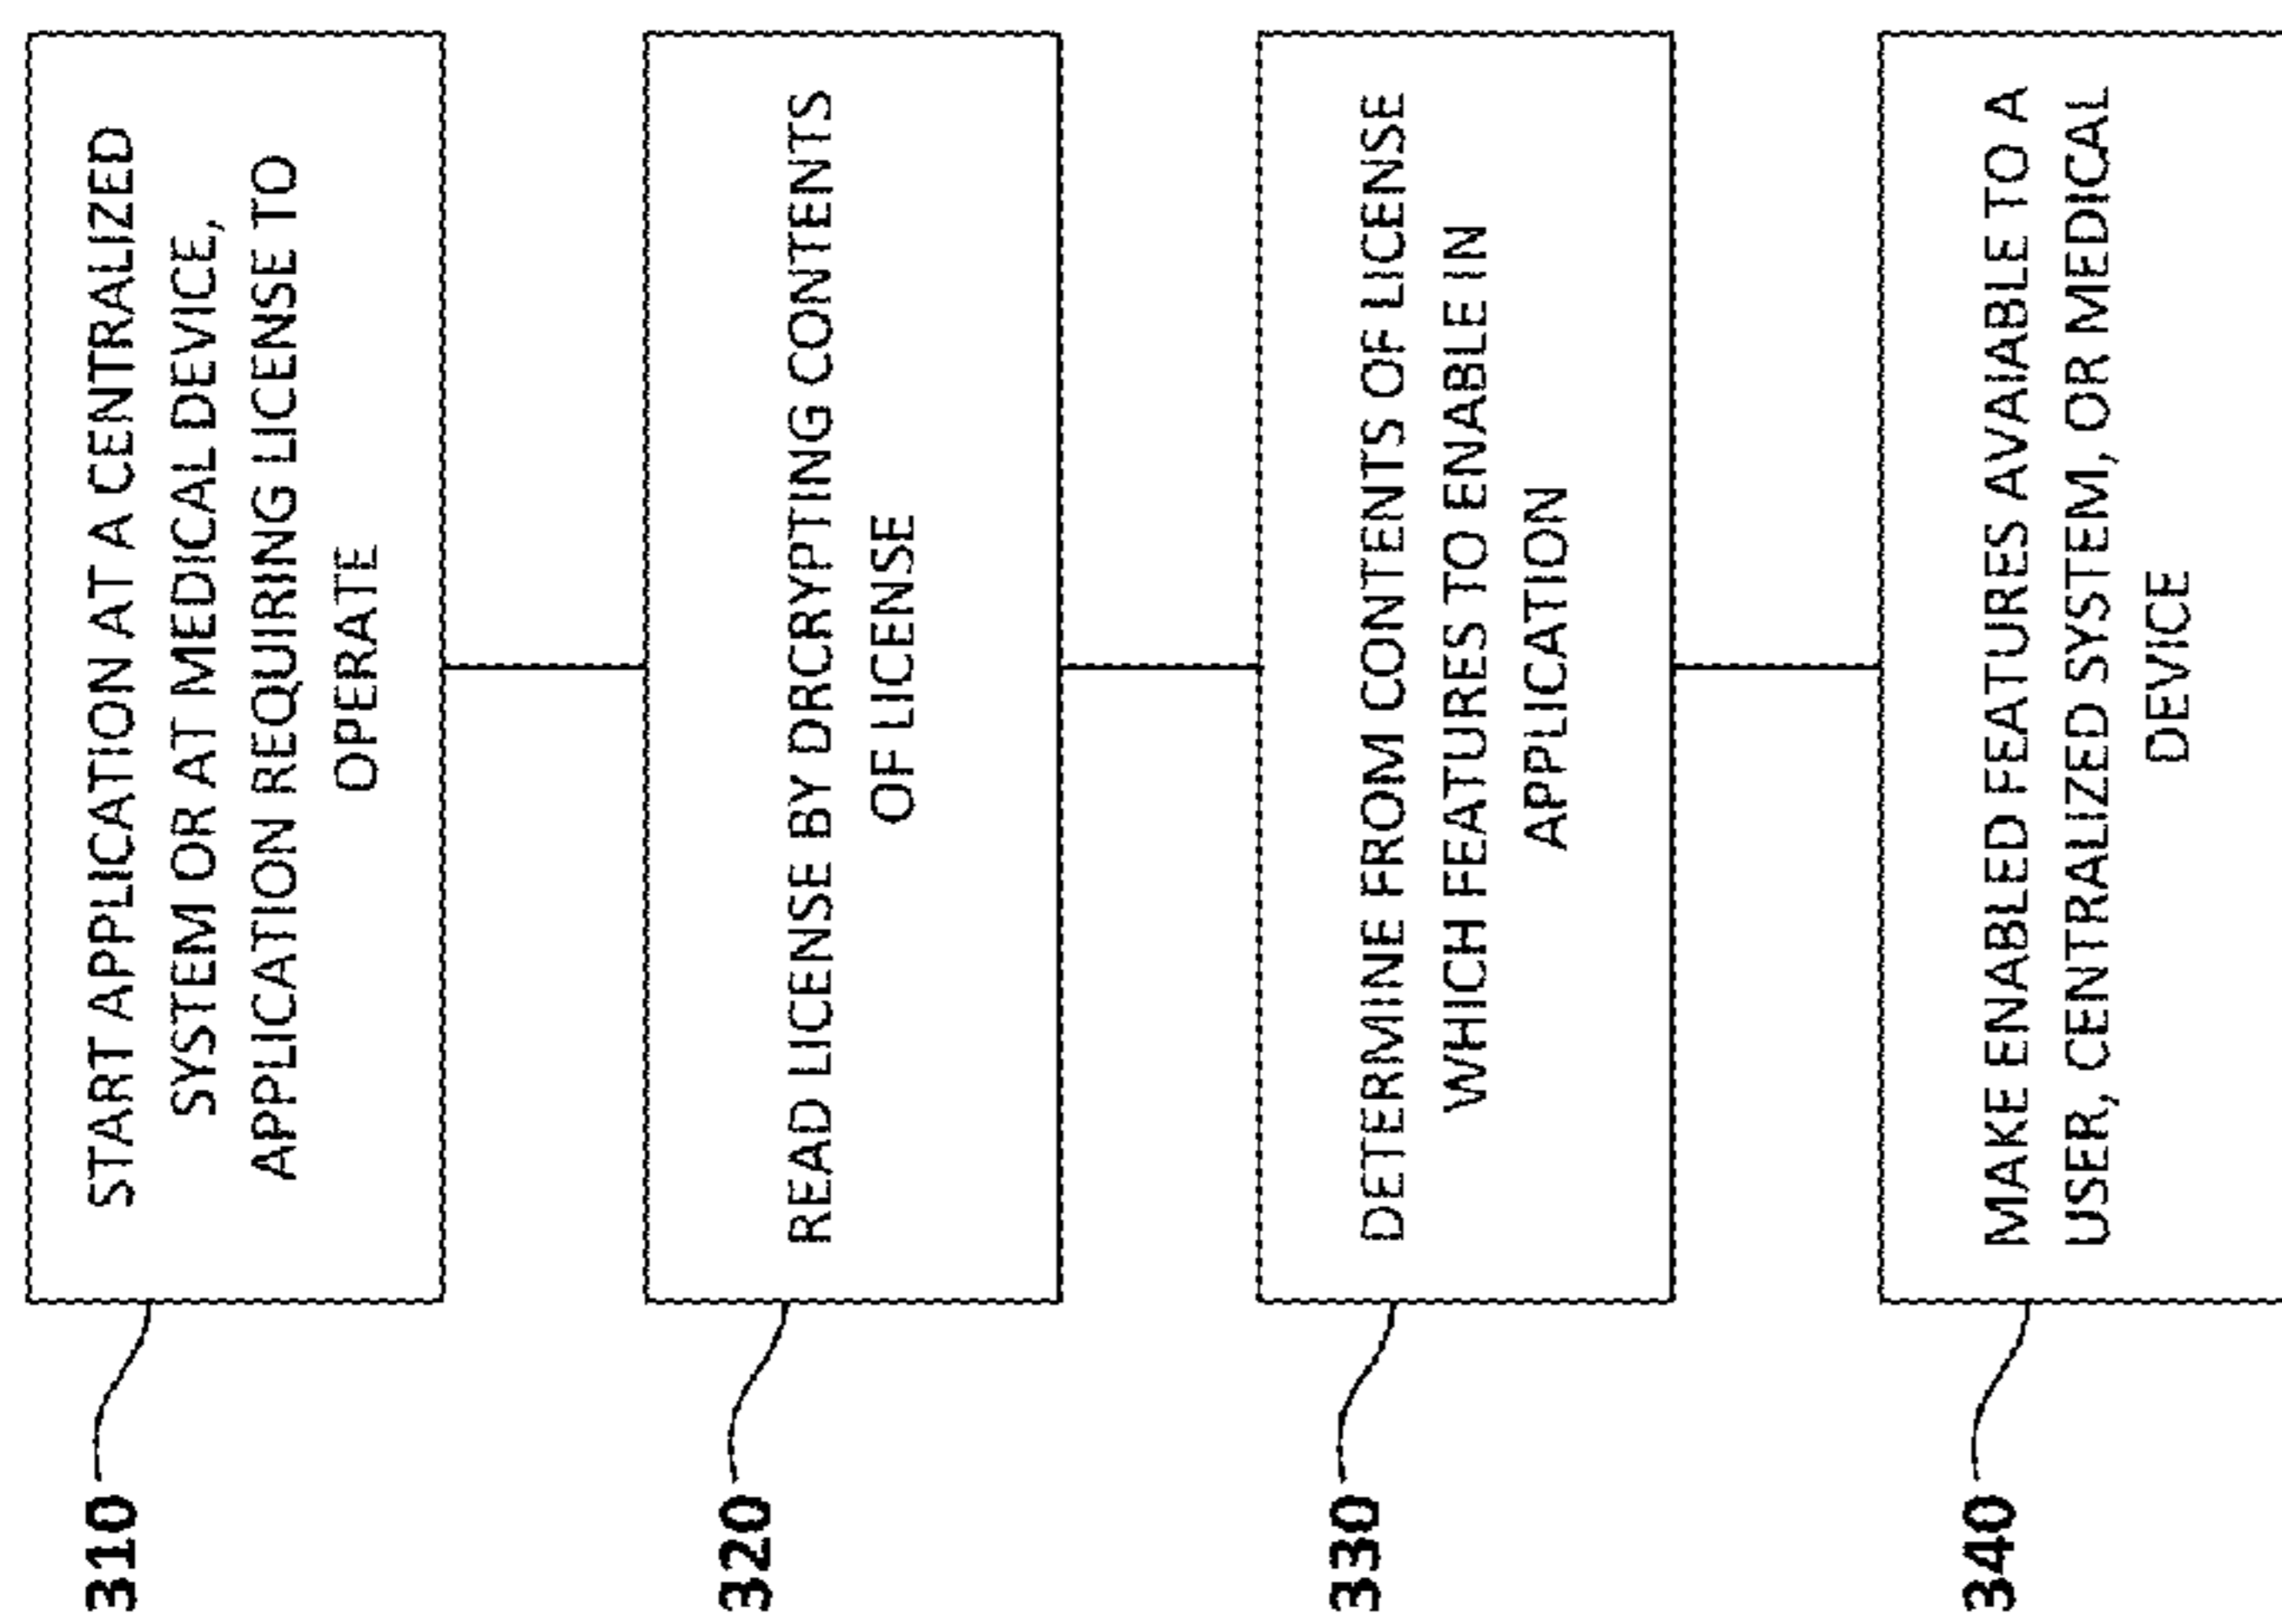 310
START APPLICATION AT A CENTRALIZED
SYSTEM OR AT MEDICAL DEVICE,
APPLICATION REQUIRING LICENSE TO
OPERATE
320
READ LICENSE BY DRCRYPTING CONTENTS
OF LICENSE
330
DETERMINE FROM CONTENTS OF LICENSE
WHICH FEATURES TO ENABLE IN
APPLICATION
340
MAKE ENABLED FEATURES AVAIABLE TO A
USER, CENTRALIZED SYSTEM, OR MEDICAL
DEVICE